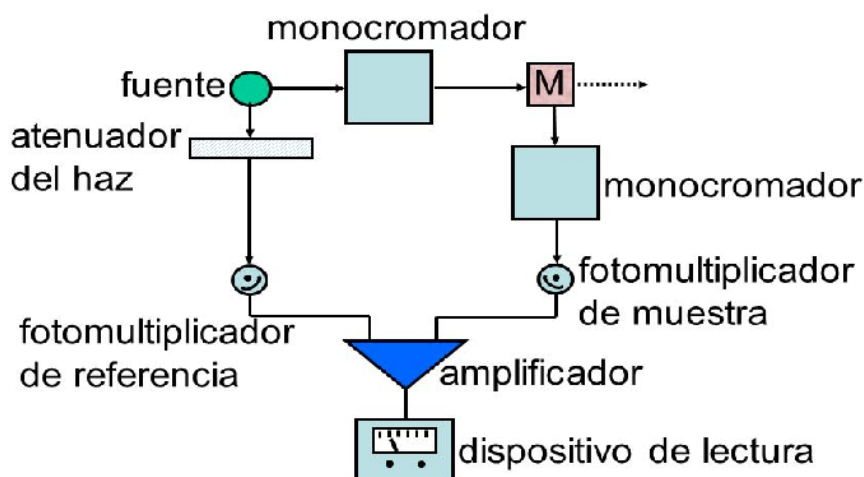 monocromador
fuente
M
atenuador
del haz
monocromador
fotomultiplicador
de muestra
fotomultiplicador
de referencia
amplificador
dispositivo de lectura